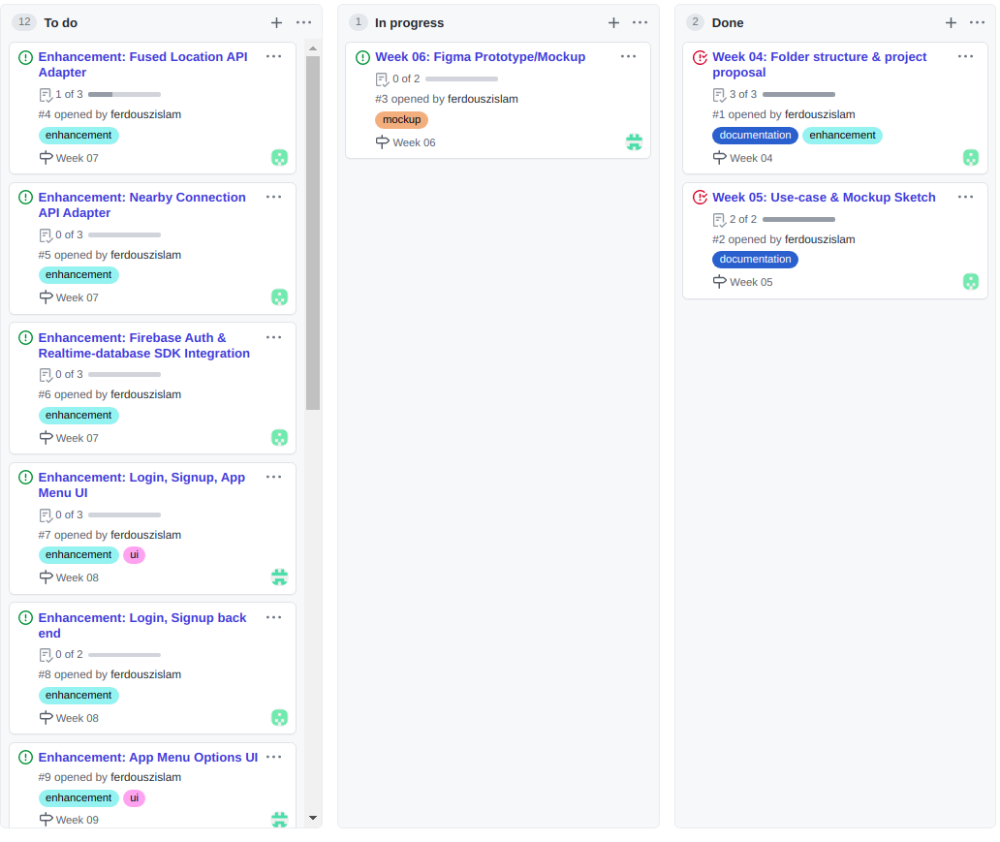 12 To do
Enhancement: Fused Location API
Adapter
1 of 3
#4 opened by ferdouszislam
enhancement
Week 07
Enhancement: Nearby Connection
API Adapter
0 of 3
#5 opened by ferdouszislam
enhancement
Week 07
Enhancement: Firebase Auth &
Realtime-database SDK Integration
0 of 3
#6 opened by ferdouszislam
enhancement
Week 07
Enhancement: Login, Signup, App
Menu UI
0 of 3
#7 opened by ferdouszislam
enhancement ui
Week 08
Enhancement: Login, Signup back
end
0 of 2
#8 opened by ferdouszislam
enhancement
Week 08
Enhancement: App Menu Options UI
#9 opened by ferdouszislam
enhancement ui
Week 09
1 In progress
Week 06: Figma Prototype/Mockup
0 of 2
#3 opened by ferdouszislam
mockup
Week 06
2 Done
Week 04: Folder structure & project
proposal
3 of 3
#1 opened by ferdouszislam
documentation enhancement
Week 04
Week 05: Use-case & Mockup Sketch
2 of 2
#2 opened by ferdouszislam
documentation
Week 05